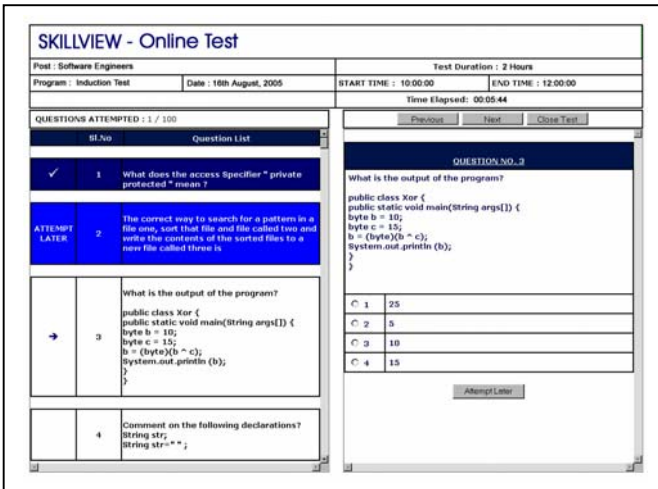 SKILLVIEW - Online Test
Post : Software Engineers
Test Duration : 2 Hours
Program : Induction Test
Date : 16th August, 2005
START TIME : 10:00:00
END TIME : 12:00:00
Time Elapsed: 00:05:44
QUESTIONS ATTEMPTED : 1 / 100
Previous
Next
Close Test
Sl.No
Question List
1
What does the access Specifier " private
protected " mean ?
ATTEMPT
LATER
2
The correct way to search for a pattern in a
file one, sort that file and file called two and
write the contents of the sorted files to a
new file called three is
3
What is the output of the program?
public class Xor {
public static void main(String args[]) {
byte b = 10;
byte c = 15;
b = (byte)(b ^ c);
System.out.println (b);
}
}
4
Comment on the following declarations?
String str;
String str=" " ;
QUESTION NO. 3
What is the output of the program?
public class Xor {
public static void main(String args[]) {
byte b = 10;
byte c = 15;
b = (byte)(b ^ c);
System.out.println (b);
}
}
1 25
2 5
3 10
4 15
Attempt Later